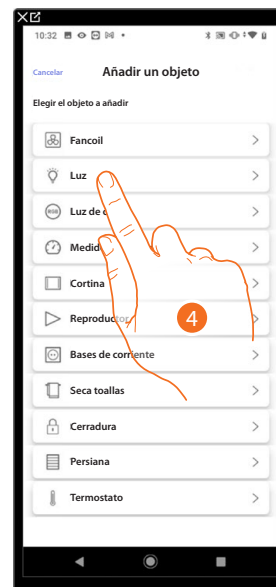 10:32
Cancelar
Añadir un objeto
Elegir el objeto a añadir
Fancoil
Luz
RGB
Luz de
Medid
Cortina
Reproductor
4
Bases de corriente
Seca toallas
Cerradura
Persiana
Termostato